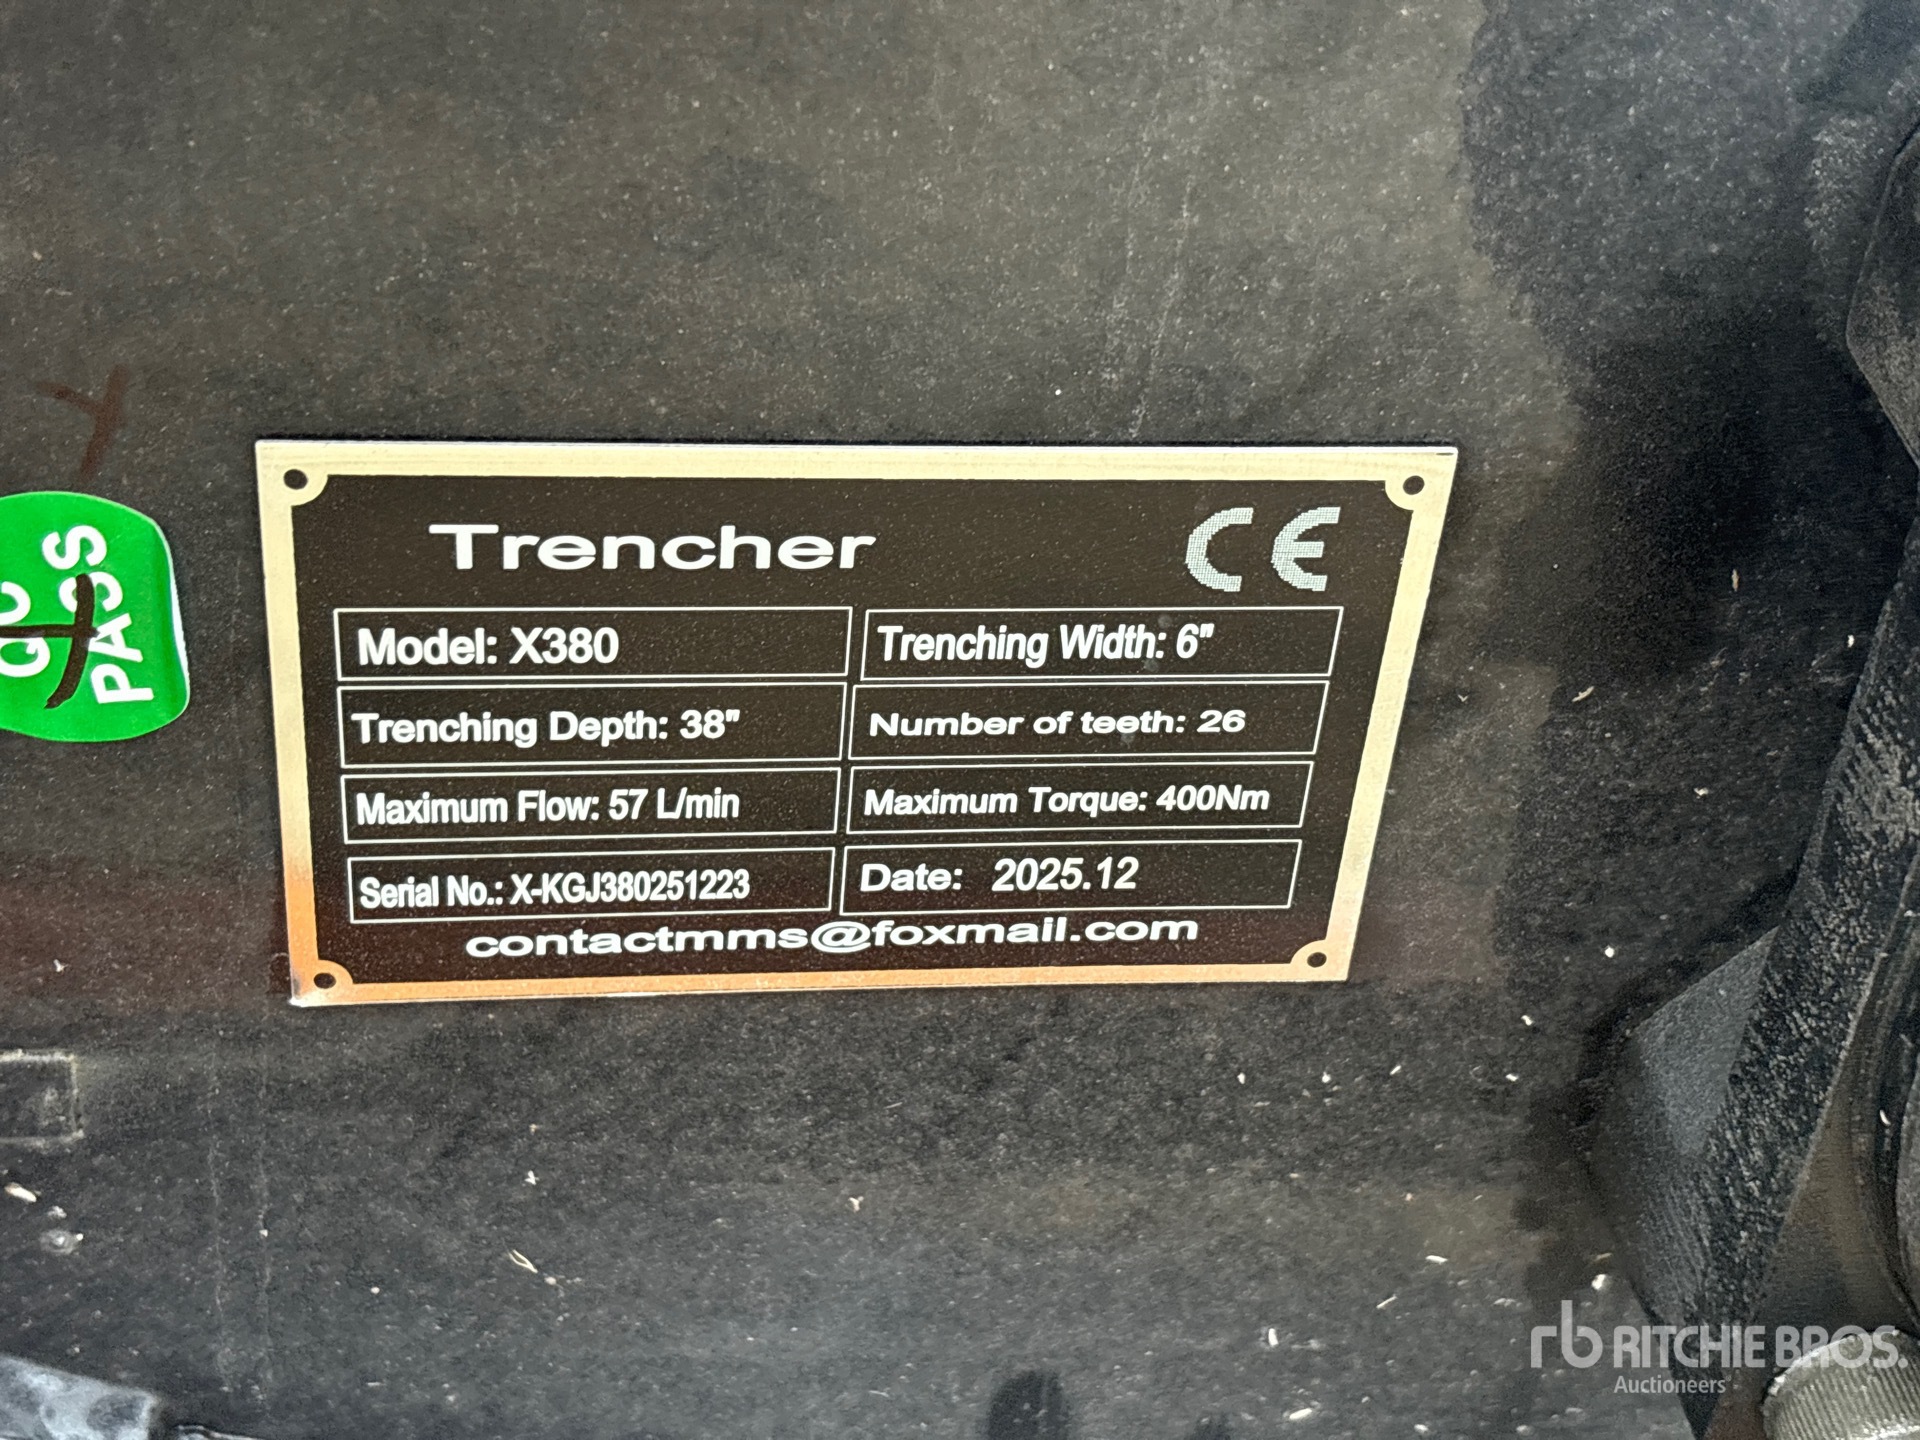 Trencher CE
Model: X380
Trenching Width: 6"
Trenching Depth: 38"
Number of teeth: 26
Maximum Flow: 57 L/min
Maximum Torque: 400Nm
Serial No.: X-KGJ380251223
Date: 2025.12
contactmms@foxmail.com
QC
PASS
rb RITCHIE BROS.
Auctioneers